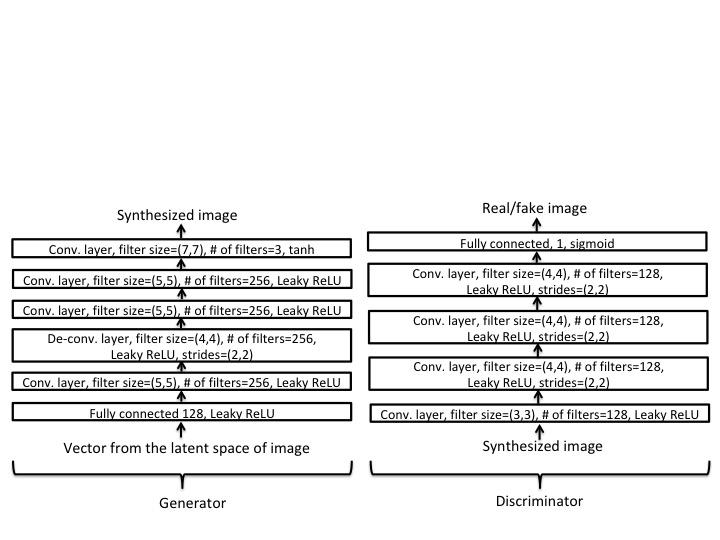 Synthesized image
Conv. layer, filter size=(7,7), # of filters=3, tanh
Conv. layer, filter size=(5,5), # of filters=256, Leaky ReLU
Conv. layer, filter size=(5,5), # of filters=256, Leaky ReLU
De-conv. layer, filter size=(4,4), # of filters=256,
Leaky ReLU, strides=(2,2)
Conv. layer, filter size=(5,5), # of filters=256, Leaky ReLU
Fully connected 128, Leaky ReLU
Vector from the latent space of image
Generator
Real/fake image
Fully connected, 1, sigmoid
Conv. layer, filter size=(4,4), # of filters=128,
Leaky ReLU, strides=(2,2)
Conv. layer, filter size=(4,4), # of filters=128,
Leaky ReLU, strides=(2,2)
Conv. layer, filter size=(4,4), # of filters=128,
Leaky ReLU, strides=(2,2)
Conv. layer, filter size=(3,3), # of filters=128, Leaky ReLU
Synthesized image
Discriminator